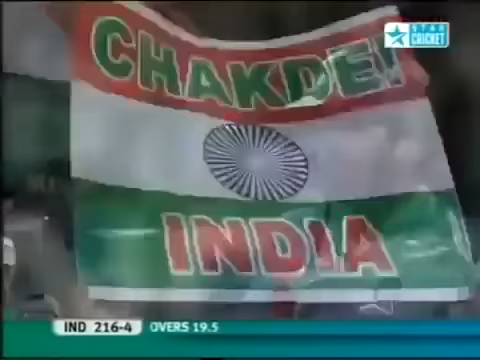 STAR
CRICKET
CHAKDE!
INDIA
IND 216-4 OVERS 19.5